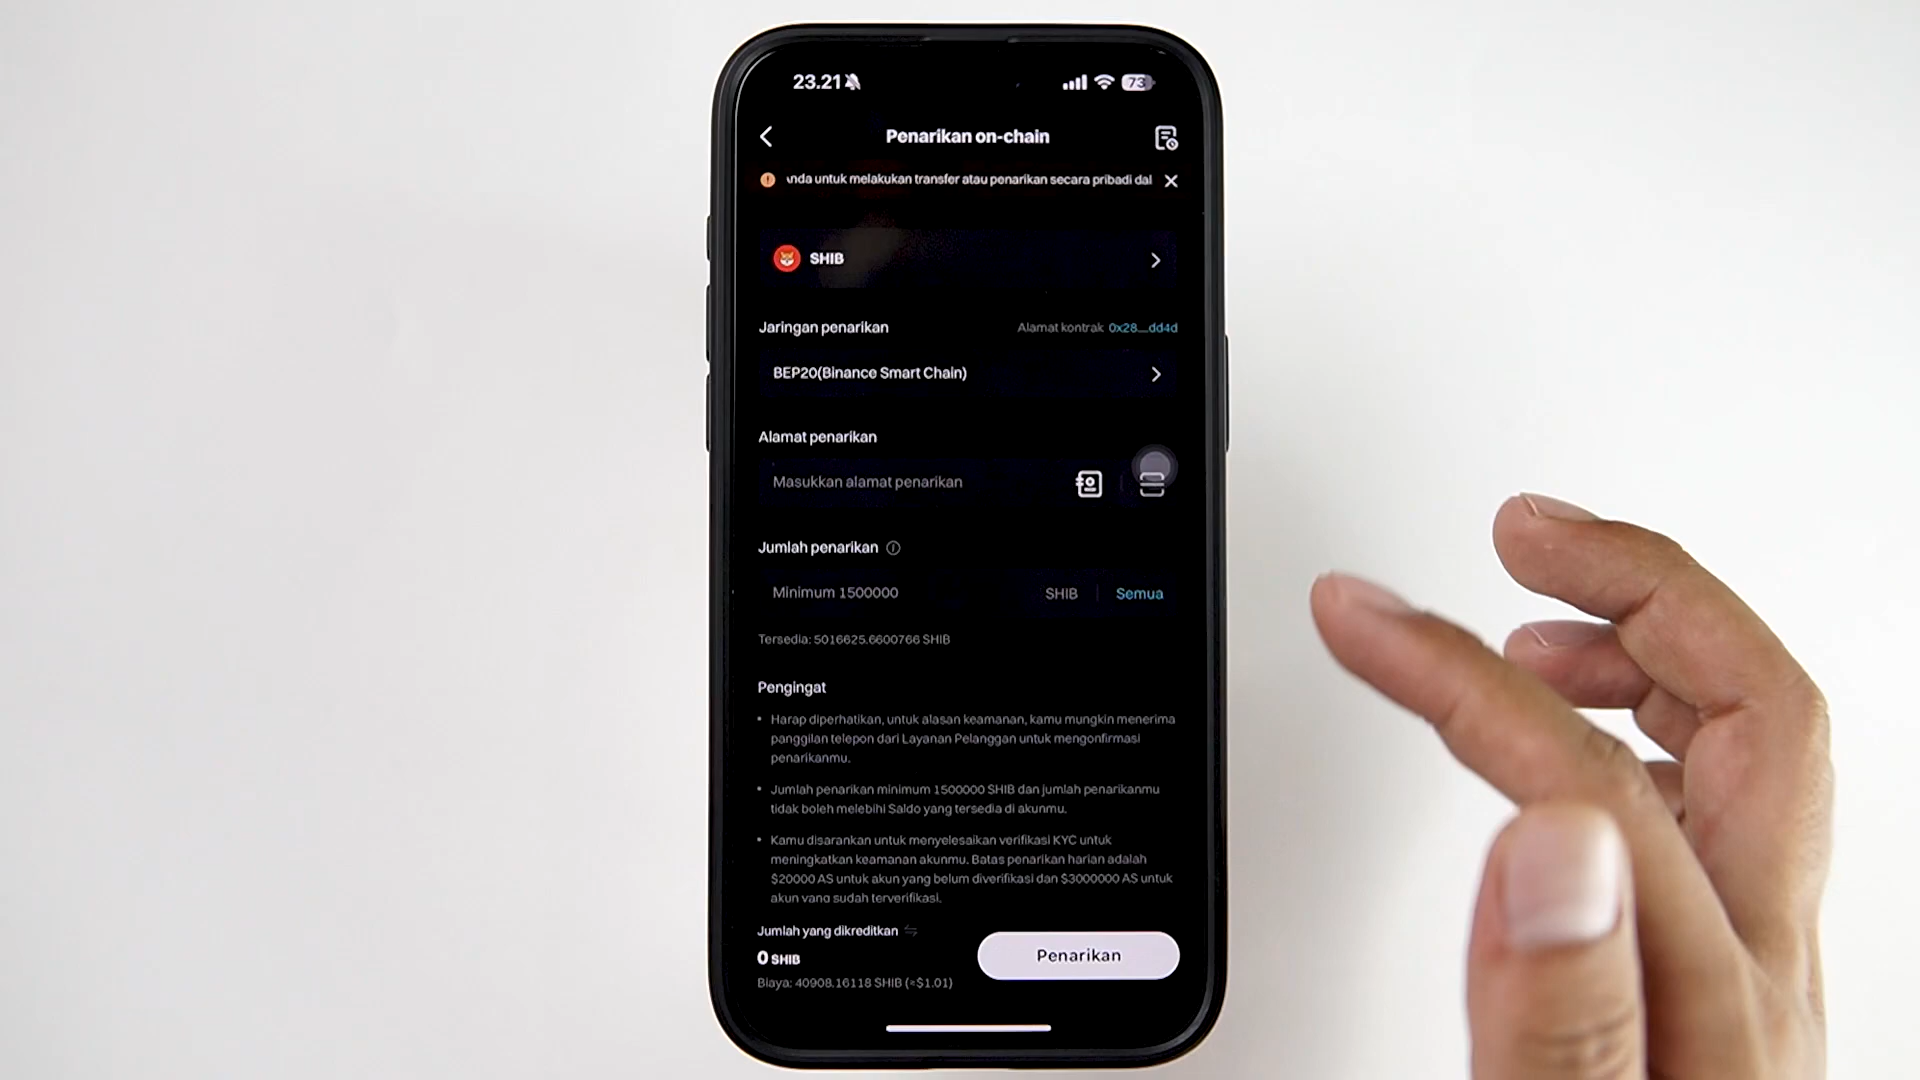 23.21
73
Penarikan on-chain
anda untuk melakukan transfer atau penarikan secara pribadi dal
SHIB
Jaringan penarikan
Alamat kontrak 0x28...dd4d
BEP20(Binance Smart Chain)
Alamat penarikan
Masukkan alamat penarikan
Jumlah penarikan
Minimum 1500000
SHIB
Semua
Tersedia: 5016625.6600766 SHIB
Pengingat
• Harap diperhatikan, untuk alasan keamanan, kamu mungkin menerima
panggilan telepon dari Layanan Pelanggan untuk mengonfirmasi
penarikanmu.
• Jumlah penarikan minimum 1500000 SHIB dan jumlah penarikanmu
tidak boleh melebihi Saldo yang tersedia di akunmu.
• Kamu disarankan untuk menyelesaikan verifikasi KYC untuk
meningkatkan keamanan akunmu. Batas penarikan harian adalah
$20000 AS untuk akun yang belum diverifikasi dan $3000000 AS untuk
akun yang sudah terverifikasi.
Jumlah yang dikreditkan
0 SHIB
Penarikan
Biaya: 40908.16118 SHIB (≈$1.01)